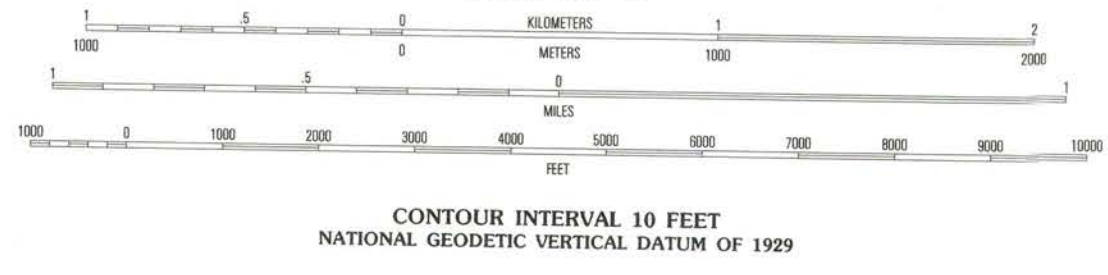 1 .5 0 KILOMETERS 1 2
1000 0 METERS 1000 2000
1 .5 0 1
MILES
1000 0 1000 2000 3000 4000 5000 6000 7000 8000 9000 10000
FEET
CONTOUR INTERVAL 10 FEET
NATIONAL GEODETIC VERTICAL DATUM OF 1929